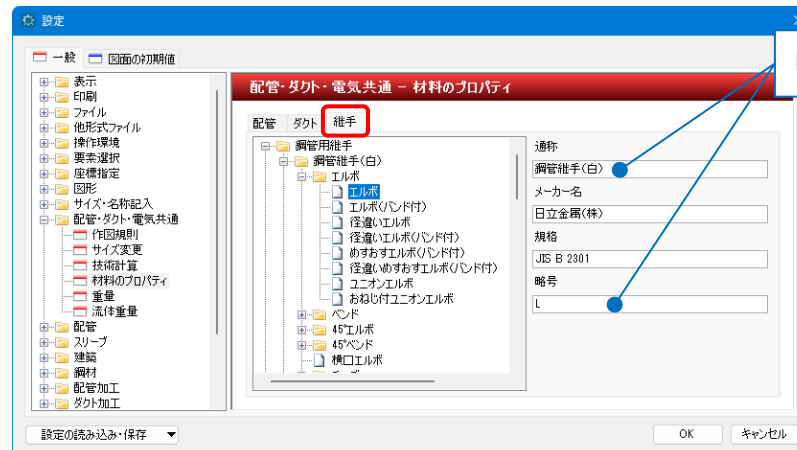 設定
一般 図面の初期値
表示
印刷
ファイル
他形式ファイル
操作環境
要素選択
座標指定
図形
サイズ・名称記入
配管・ダクト・電気共通
作図規則
サイズ変更
技術計算
材料のプロパティ
重量
流体重量
配管
スリーブ
建築
鋼材
配管加工
ダクト加工
配管・ダクト・電気共通 - 材料のプロパティ
配管 ダクト 継手
鋼管用継手
鋼管継手(白)
エルボ
エルボ
エルボ(バンド付)
径違いエルボ
径違いエルボ(バンド付)
めすおすエルボ(バンド付)
径違いめすおすエルボ(バンド付)
ユニオンエルボ
おねじ付ユニオンエルボ
ベンド
45°エルボ
45°ベンド
横口エルボ
通称
鋼管継手(白)
メーカー名
日立金属(株)
規格
JIS B 2301
略号
L
設定の読み込み・保存 OK キャンセル